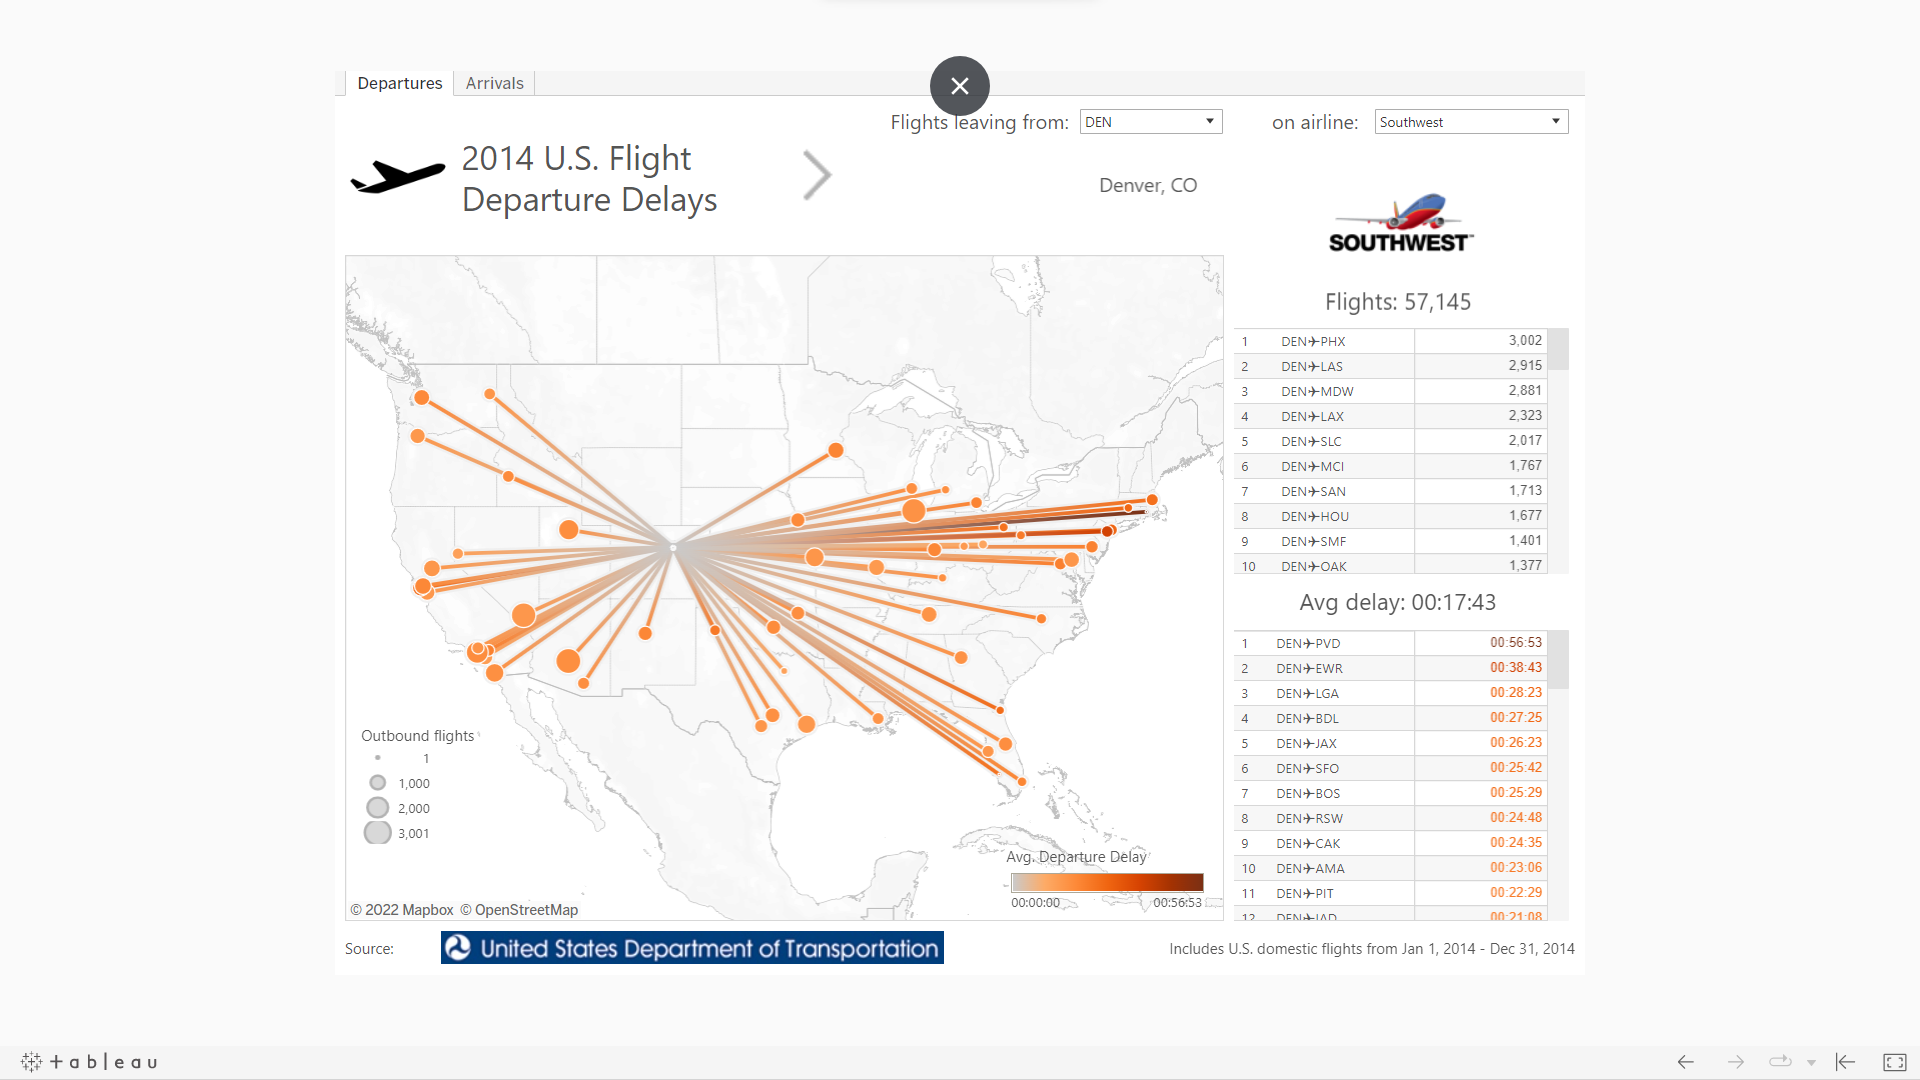 Departures
Arrivals
Flights leaving from: DEN
on airline: Southwest
2014 U.S. Flight
Departure Delays
Denver, CO
SOUTHWEST™
Flights: 57,145
1 DEN✈PHX 3,002
2 DEN✈LAS 2,915
3 DEN✈MDW 2,881
4 DEN✈LAX 2,323
5 DEN✈SLC 2,017
6 DEN✈MCI 1,767
7 DEN✈SAN 1,713
8 DEN✈HOU 1,677
9 DEN✈SMF 1,401
10 DEN✈OAK 1,377
Avg delay: 00:17:43
1 DEN✈PVD 00:56:53
2 DEN✈EWR 00:38:43
3 DEN✈LGA 00:28:23
4 DEN✈BDL 00:27:25
5 DEN✈JAX 00:26:23
6 DEN✈SFO 00:25:42
7 DEN✈BOS 00:25:29
8 DEN✈RSW 00:24:48
9 DEN✈CAK 00:24:35
10 DEN✈AMA 00:23:06
11 DEN✈PIT 00:22:29
12 DEN✈IAD 00:21:08
Outbound flights
1
1,000
2,000
3,001
Avg. Departure Delay
00:00:00 00:56:53
© 2022 Mapbox © OpenStreetMap
Source:
United States Department of Transportation
Includes U.S. domestic flights from Jan 1, 2014 - Dec 31, 2014
tableau